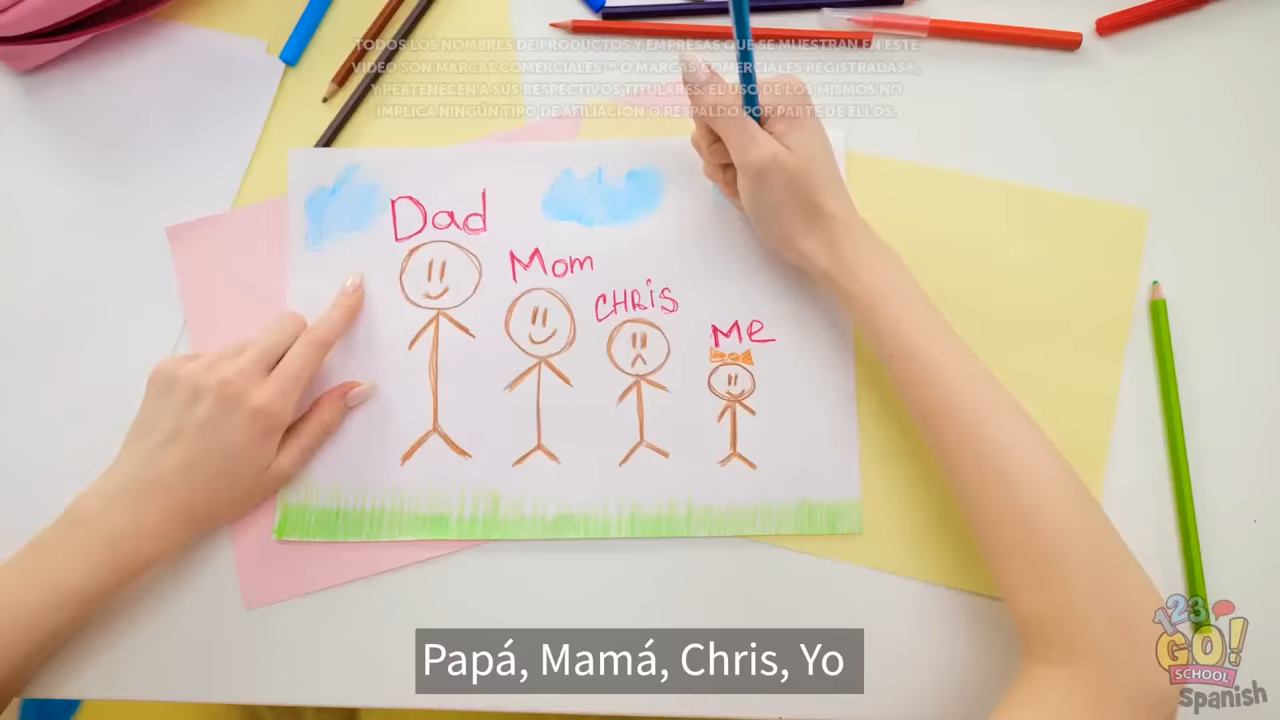 TODOS LOS NOMBRES DE PRODUCTOS Y EMPRESAS QUE SE MUESTRAN EN ESTE
VIDEO SON MARCAS COMERCIALES™ O MARCAS COMERCIALES REGISTRADAS®,
Y PERTENECEN A SUS RESPECTIVOS TITULARES. EL USO DE LOS MISMOS NO
IMPLICA NINGÚN TIPO DE AFILIACIÓN O RESPALDO POR PARTE DE ELLOS.
Dad
Mom
CHRiS
Me
Papá, Mamá, Chris, Yo
123
GO!
SCHOOL
Spanish